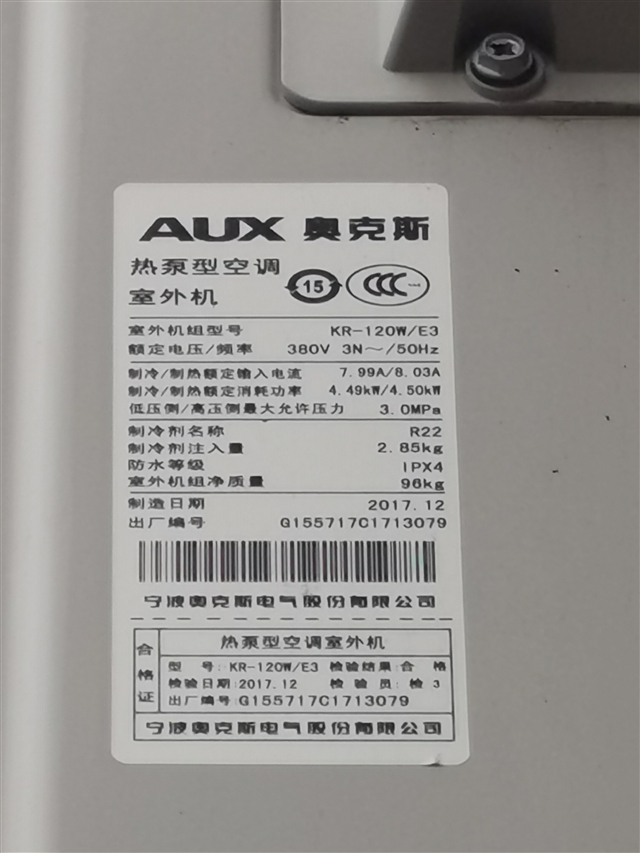 AUX 奥克斯
热泵型空调
室外机
15
室外机组型号 KR-120W/E3
额定电压/频率 380V 3N～/50Hz
制冷/制热额定输入电流 7.99A/8.03A
制冷/制热额定消耗功率 4.49kW/4.50kW
低压侧/高压侧最大允许压力 3.0MPa
制冷剂名称 R22
制冷剂注入量 2.85kg
防水等级 IPX4
室外机组净质量 96kg
制造日期 2017.12
出厂编号 G155717C1713079
宁波奥克斯电气股份有限公司
合格证
热泵型空调室外机
型 号: KR-120W/E3 检验结果: 合 格
检验日期: 2017.12 检 验 员: 检 3
出厂编号: G155717C1713079
宁波奥克斯电气股份有限公司